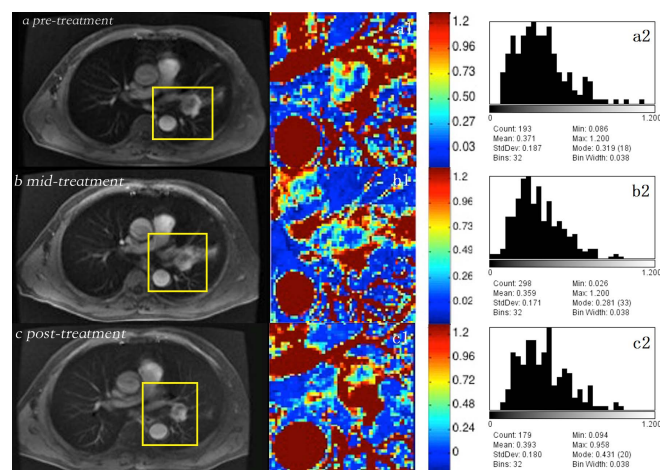 a pre-treatment
a1
1.20
0.96
0.73
0.50
0.27
0.03
a2
1.200
Count: 193 Min: 0.086
Mean: 0.371 Max: 1.200
StdDev: 0.187 Mode: 0.319 (18)
Bins: 32 Bin Width: 0.038
b mid-treatment
b1
1.20
0.96
0.73
0.49
0.26
0.02
b2
1.200
Count: 298 Min: 0.026
Mean: 0.359 Max: 1.200
StdDev: 0.171 Mode: 0.281 (33)
Bins: 32 Bin Width: 0.038
c post-treatment
c1
1.20
0.96
0.72
0.48
0.24
0
c2
1.200
Count: 179 Min: 0.094
Mean: 0.393 Max: 0.958
StdDev: 0.180 Mode: 0.431 (20)
Bins: 32 Bin Width: 0.038